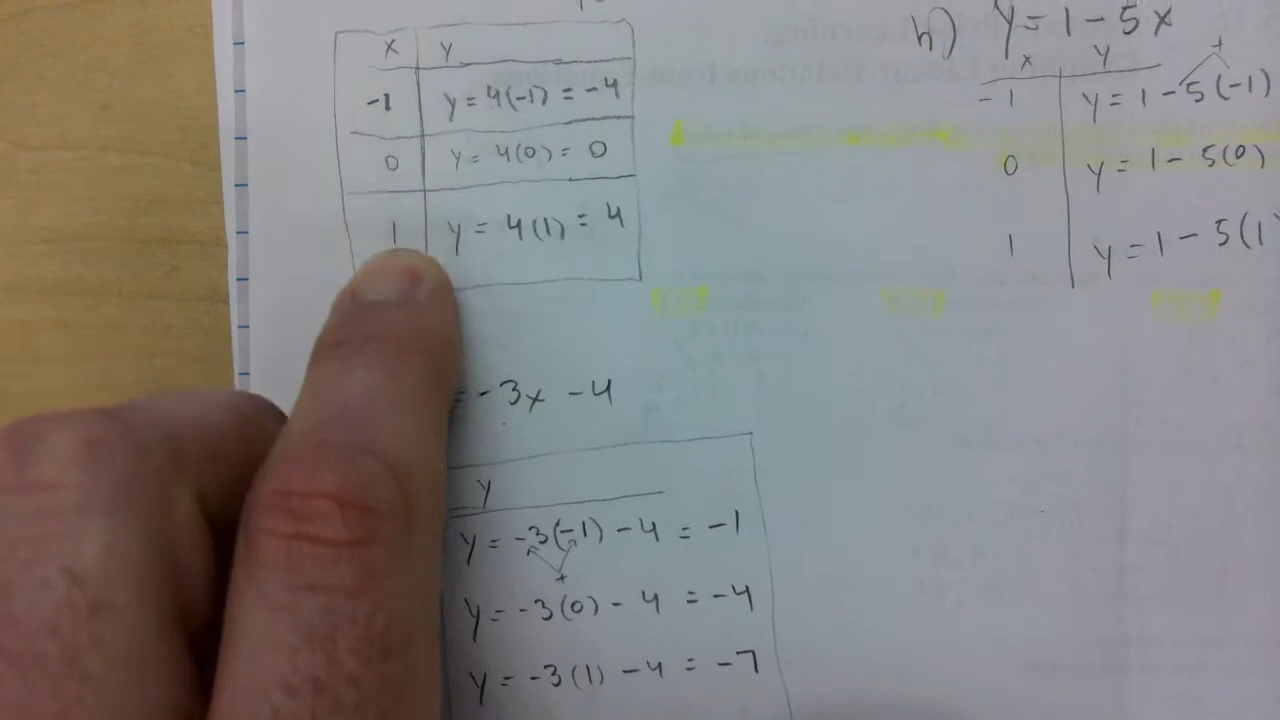 x y
-1 y = 4(-1) = -4
0 y = 4(0) = 0
1 y = 4(1) = 4
= -3x -4
y
y = -3(-1) - 4 = -1
+
y = -3(0) - 4 = -4
y = -3(1) - 4 = -7
h) y = 1 - 5x
x y
+
-1 y = 1 - 5(-1)
0 y = 1 - 5(0)
1 y = 1 - 5(1